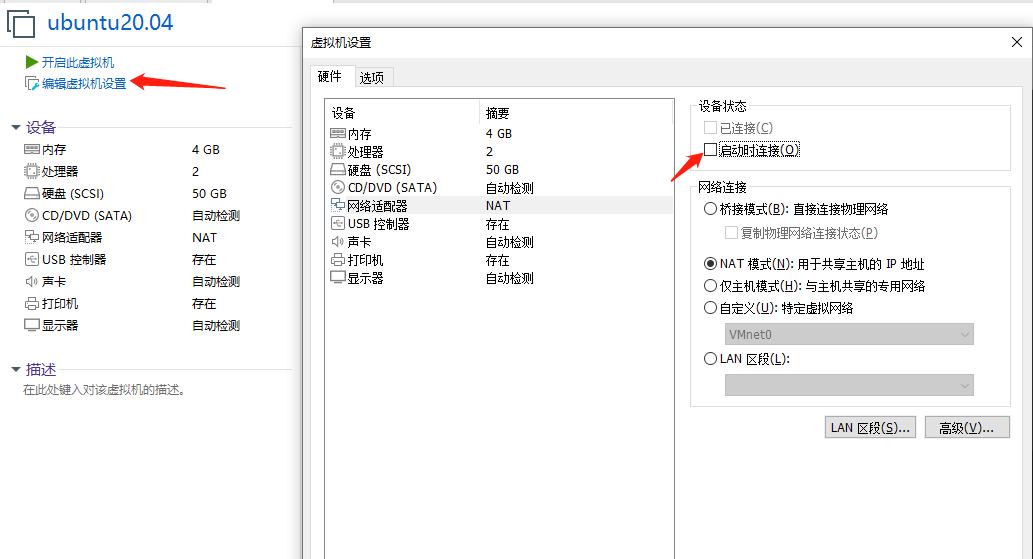 ubuntu20.04
开启此虚拟机
编辑虚拟机设置
设备
内存 4 GB
处理器 2
硬盘 (SCSI) 50 GB
CD/DVD (SATA) 自动检测
网络适配器 NAT
USB 控制器 存在
声卡 自动检测
打印机 存在
显示器 自动检测
描述
在此处键入对该虚拟机的描述。
虚拟机设置
硬件 选项
设备 摘要
内存 4 GB
处理器 2
硬盘 (SCSI) 50 GB
CD/DVD (SATA) 自动检测
网络适配器 NAT
USB 控制器 存在
声卡 自动检测
打印机 存在
显示器 自动检测
设备状态
已连接(C)
启动时连接(O)
网络连接
桥接模式(B): 直接连接物理网络
复制物理网络连接状态(P)
NAT 模式(N): 用于共享主机的 IP 地址
仅主机模式(H): 与主机共享的专用网络
自定义(U): 特定虚拟网络
VMnet0
LAN 区段(L):
LAN 区段(S)... 高级(V)...